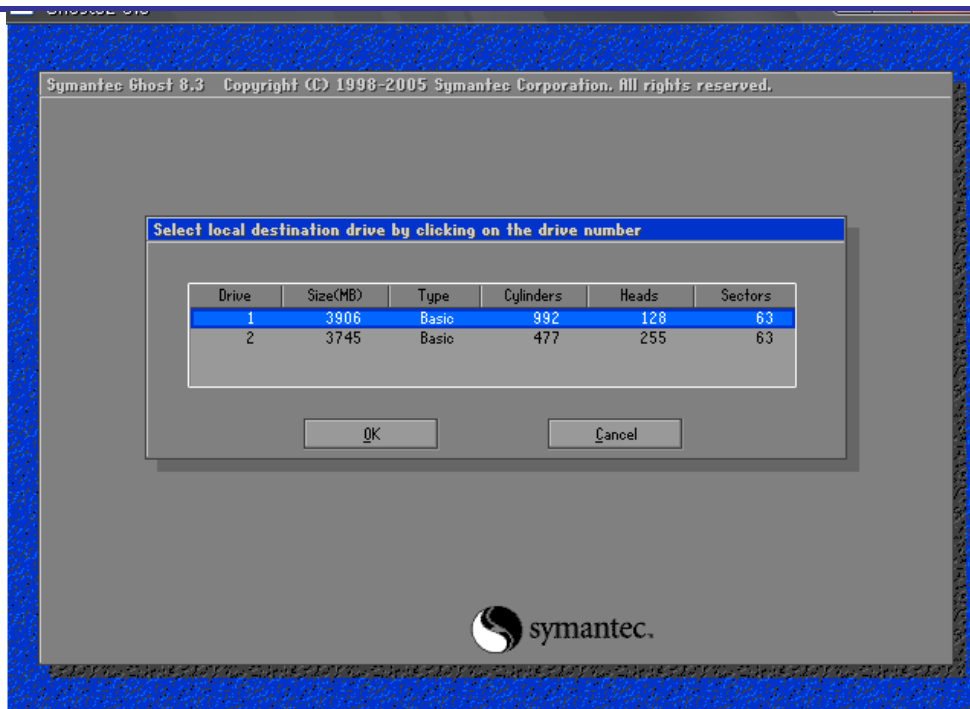 Symantec Ghost 8.3 Copyright (C) 1998-2005 Symantec Corporation. All rights reserved.
Select local destination drive by clicking on the drive number
Drive Size(MB) Type Cylinders Heads Sectors
1 3906 Basic 992 128 63
2 3745 Basic 477 255 63
OK Cancel
symantec.